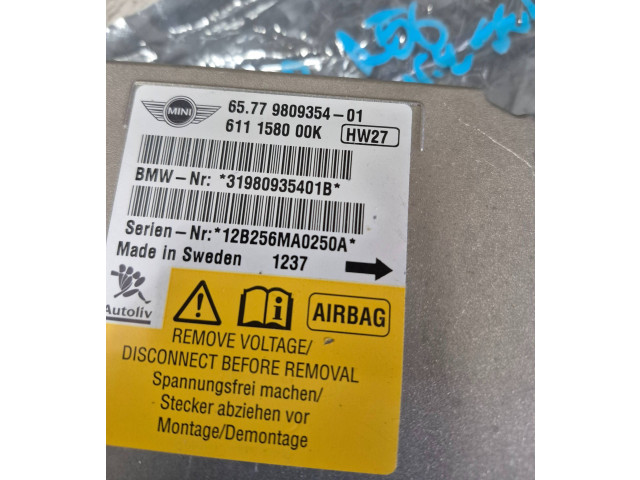 MINI
65.77 9809354-01
611 1580 00K HW27
BMW-Nr: *31980935401B*
Serien-Nr:*12B256MA0250A*
Made in Sweden 1237
Autoliv
AIRBAG
REMOVE VOLTAGE/
DISCONNECT BEFORE REMOVAL
Spannungsfrei machen/
Stecker abziehen vor
Montage/Demontage